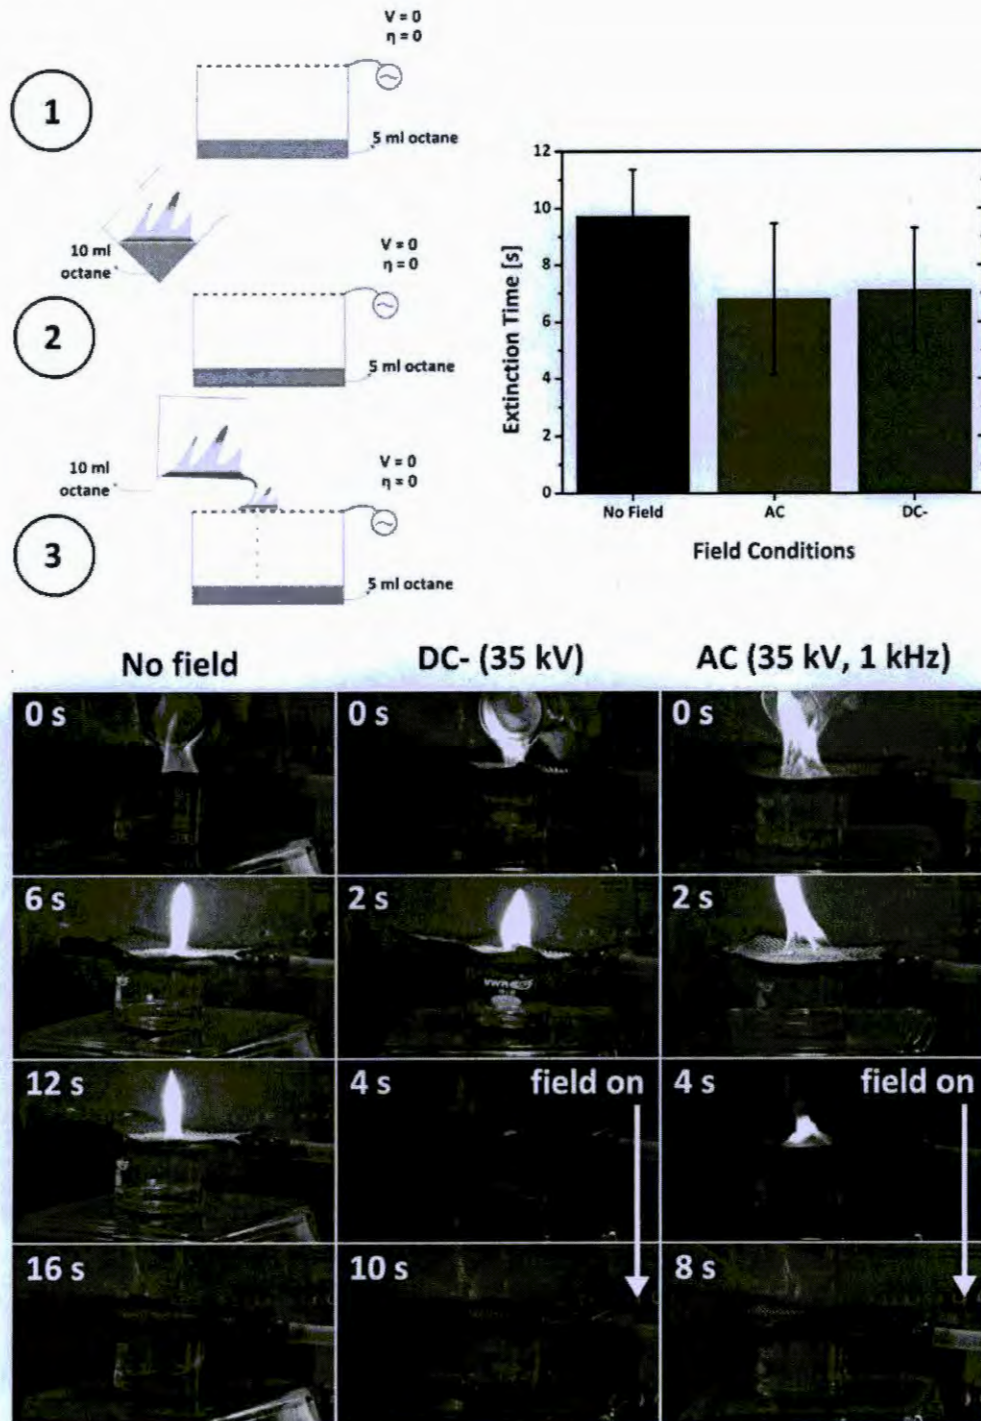 V = 0
η = 0
1
5 ml octane
10 ml
octane
V = 0
η = 0
2
5 ml octane
10 ml
octane
V = 0
η = 0
3
5 ml octane
Extinction Time [s]
12
10
8
6
4
2
0
No Field
AC
DC-
Field Conditions
No field
DC- (35 kV)
AC (35 kV, 1 kHz)
0 s
0 s
0 s
6 s
2 s
2 s
VWR
12 s
4 s
field on
4 s
field on
16 s
10 s
8 s